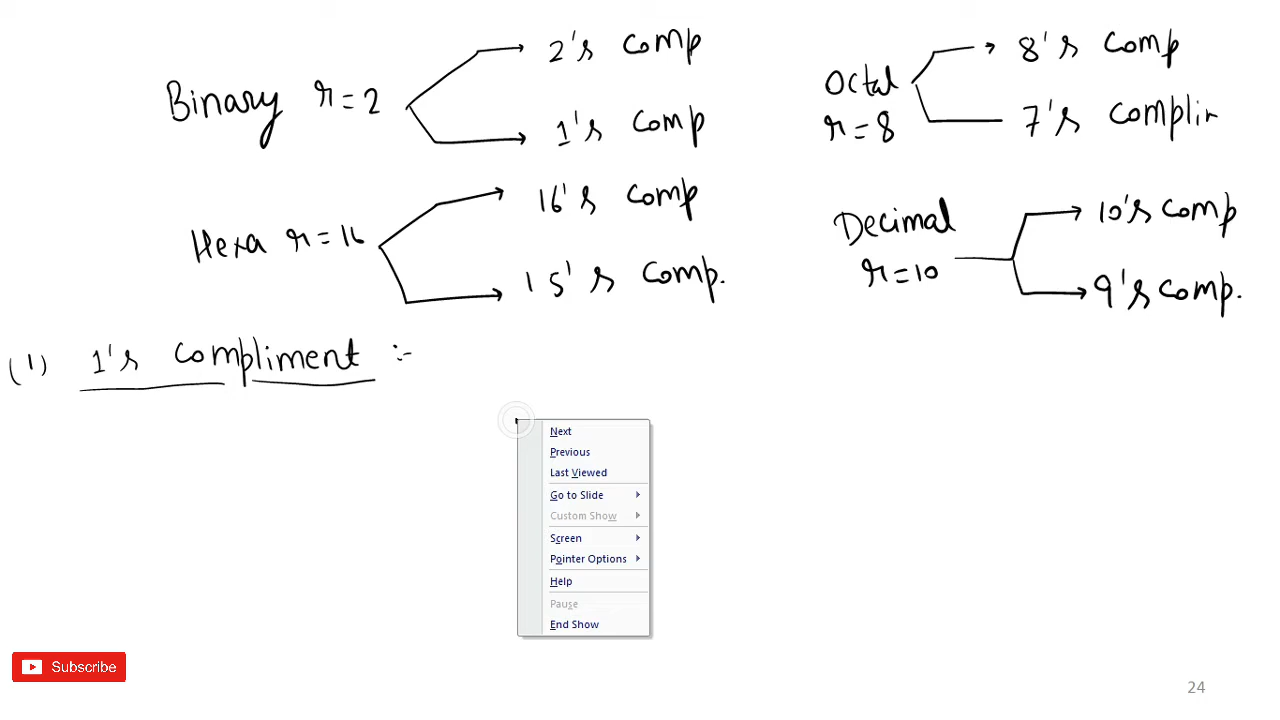 Binary r=2
2's comp
1's comp
Octal
r=8
8's comp
7's complim
Hexa r=16
16's comp
15's comp.
Decimal
r=10
10's comp
9's comp.
(1) 1's compliment :-
Next
Previous
Last Viewed
Go to Slide
Custom Show
Screen
Pointer Options
Help
Pause
End Show
Subscribe
24